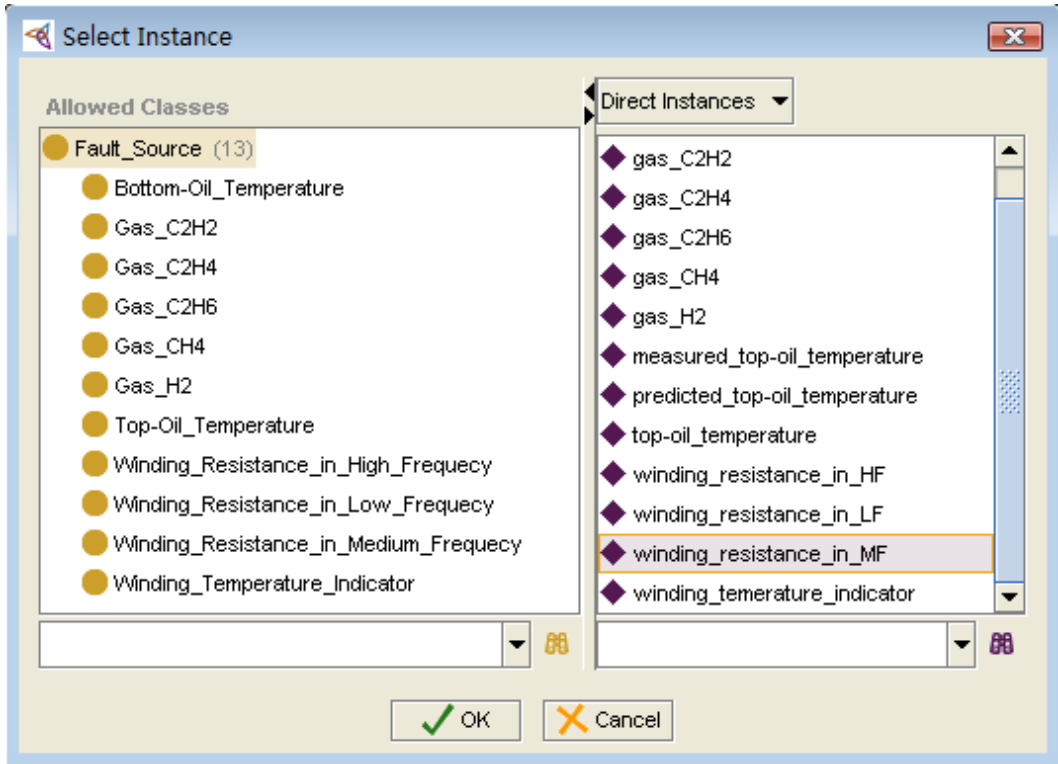 Select Instance
Allowed Classes
Fault_Source (13)
Bottom-Oil_Temperature
Gas_C2H2
Gas_C2H4
Gas_C2H6
Gas_CH4
Gas_H2
Top-Oil_Temperature
Winding_Resistance_in_High_Frequecy
Winding_Resistance_in_Low_Frequecy
Winding_Resistance_in_Medium_Frequecy
Winding_Temperature_Indicator
Direct Instances
gas_C2H2
gas_C2H4
gas_C2H6
gas_CH4
gas_H2
measured_top-oil_temperature
predicted_top-oil_temperature
top-oil_temperature
winding_resistance_in_HF
winding_resistance_in_LF
winding_resistance_in_MF
winding_temerature_indicator
OK
Cancel